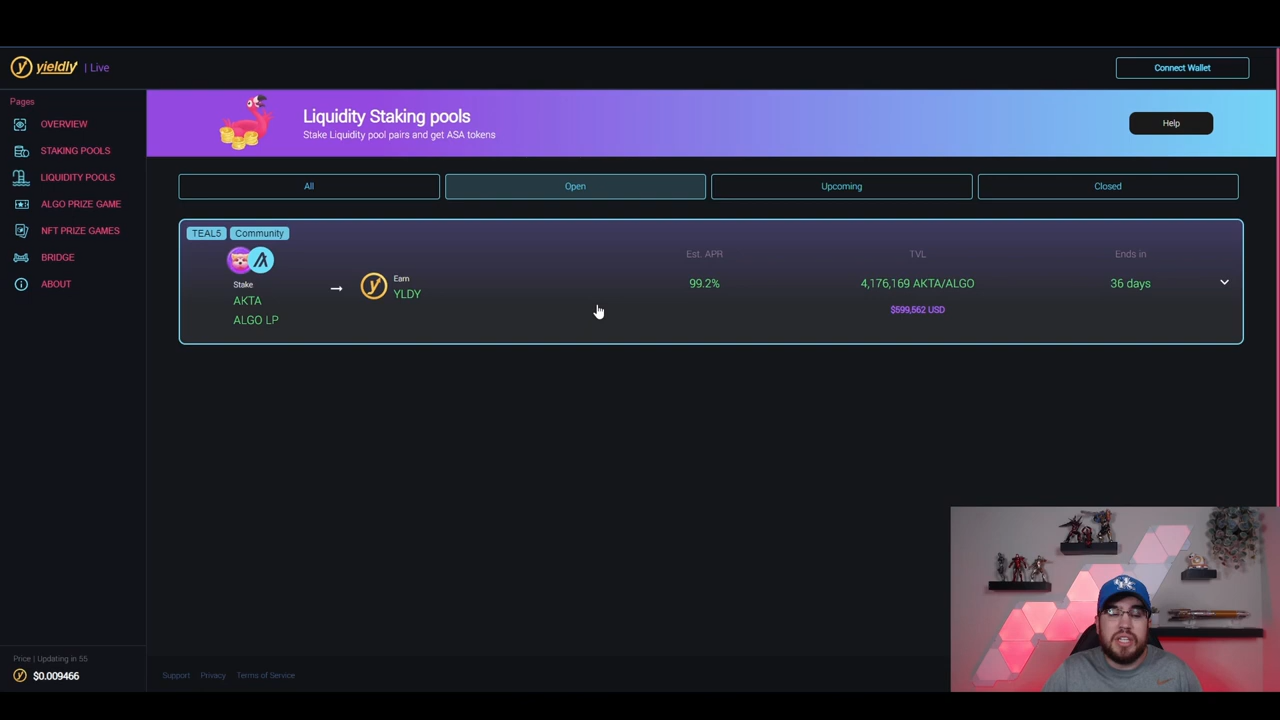 yieldly | Live
Connect Wallet
Pages
OVERVIEW
STAKING POOLS
LIQUIDITY POOLS
ALGO PRIZE GAME
NFT PRIZE GAMES
BRIDGE
ABOUT
Liquidity Staking pools
Stake Liquidity pool pairs and get ASA tokens
Help
All
Open
Upcoming
Closed
TEAL5
Community
Stake
AKTA
ALGO LP
Earn
YLDY
Est. APR
99.2%
TVL
4,176,169 AKTA/ALGO
$599,562 USD
Ends in
36 days
Price | Updating in 55
$0.009466
Support
Privacy
Terms of Service